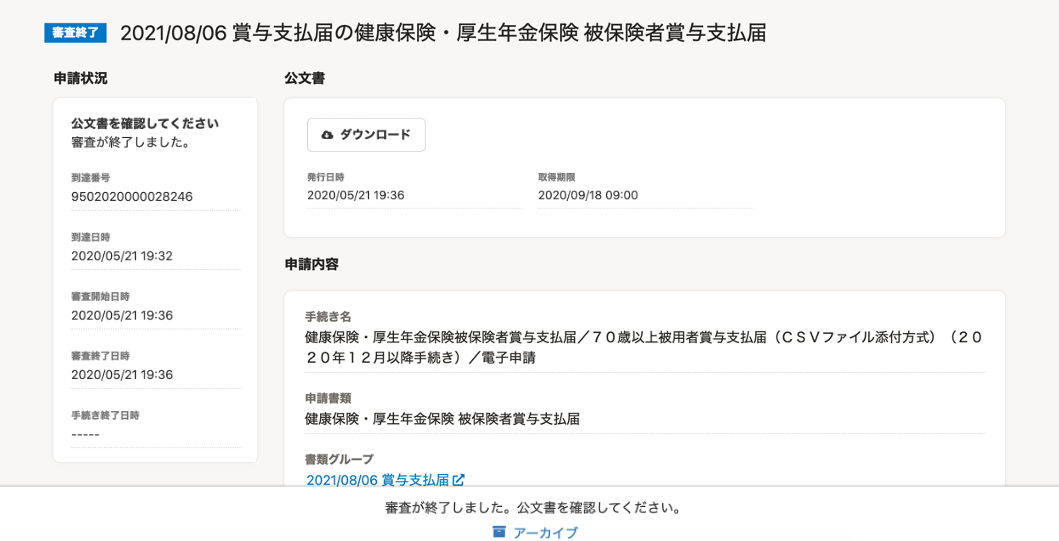 審査終了 2021/08/06 賞与支払届の健康保険・厚生年金保険 被保険者賞与支払届
申請状況
公文書を確認してください
審査が終了しました。
到達番号
9502020000028246
到達日時
2020/05/21 19:32
審査開始日時
2020/05/21 19:36
審査終了日時
2020/05/21 19:36
手続き終了日時
-----
公文書
ダウンロード
発行日時 取得期限
2020/05/21 19:36 2020/09/18 09:00
申請内容
手続き名
健康保険・厚生年金保険被保険者賞与支払届／７０歳以上被用者賞与支払届（ＣＳＶファイル添付方式）（２０
２０年１２月以降手続き）／電子申請
申請書類
健康保険・厚生年金保険 被保険者賞与支払届
書類グループ
2021/08/06 賞与支払届
審査が終了しました。公文書を確認してください。
アーカイブ